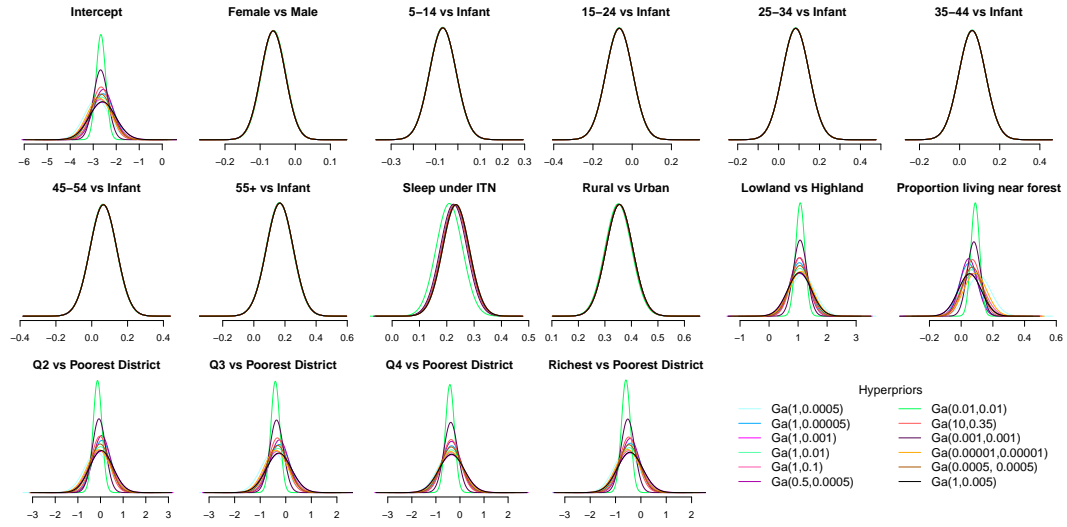 Intercept
Female vs Male
5−14 vs Infant
15−24 vs Infant
25−34 vs Infant
35−44 vs Infant
−6 −5 −4 −3 −2 −1 0
−0.2 −0.1 0.0 0.1
−0.3 −0.1 0.0 0.1 0.2 0.3
−0.4 −0.2 0.0 0.2
−0.2 0.0 0.2 0.4
−0.2 0.0 0.2 0.4
45−54 vs Infant
55+ vs Infant
Sleep under ITN
Rural vs Urban
Lowland vs Highland
Proportion living near forest
−0.4 −0.2 0.0 0.2 0.4
−0.2 0.0 0.2 0.4 0.6
0.0 0.1 0.2 0.3 0.4 0.5
0.1 0.2 0.3 0.4 0.5 0.6
−1 0 1 2 3
−0.2 0.0 0.2 0.4 0.6
Q2 vs Poorest District
Q3 vs Poorest District
Q4 vs Poorest District
Richest vs Poorest District
−3 −2 −1 0 1 2 3
−3 −2 −1 0 1 2
−3 −2 −1 0 1 2 3
−3 −2 −1 0 1 2
Hyperpriors
Ga(1,0.0005)
Ga(1,0.00005)
Ga(1,0.001)
Ga(1,0.01)
Ga(1,0.1)
Ga(0.5,0.0005)
Ga(0.01,0.01)
Ga(10,0.35)
Ga(0.001,0.001)
Ga(0.00001,0.00001)
Ga(0.0005, 0.0005)
Ga(1,0.005)